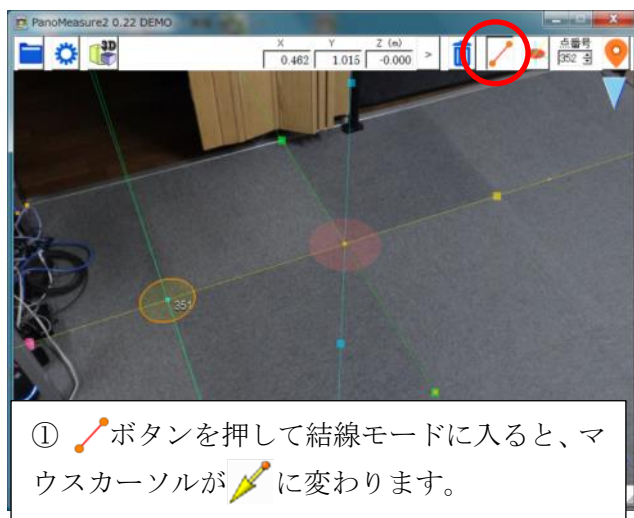 PanoMeasure2 0.22 DEMO
3D
X Y Z (m)
0.462 1.015 -0.000 >
点番号
352
351
① ボタンを押して結線モードに入ると、マ
ウスカーソルが に変わります。